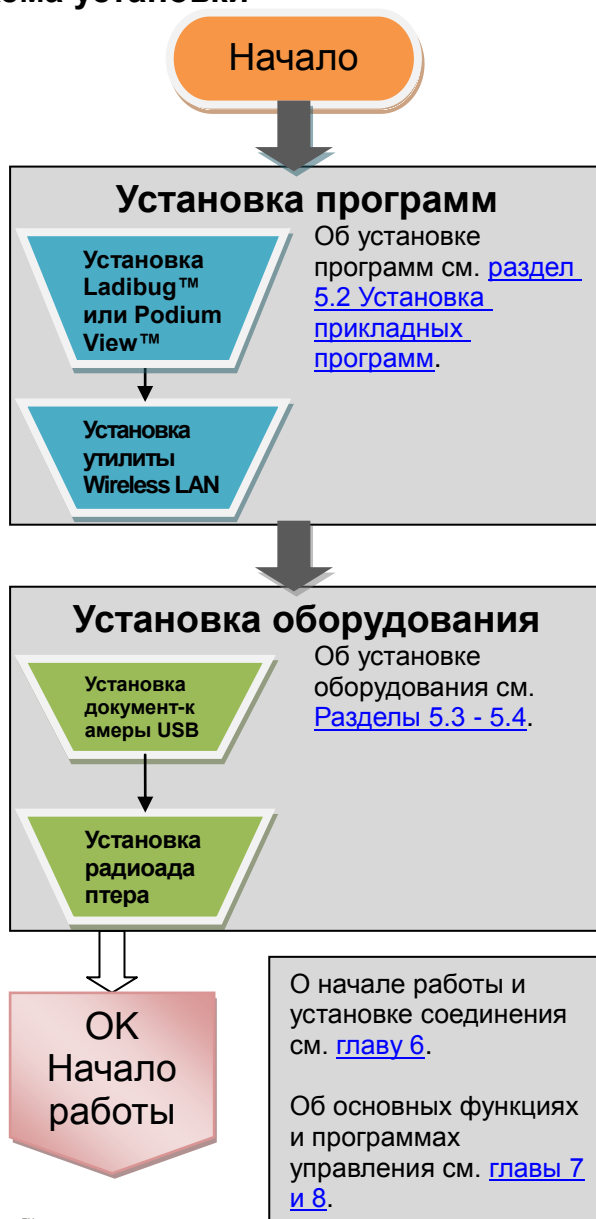 установки
Начало
Установка программ
Установка
Ladibug™
или Podium
View™
Об установке
программ см. раздел
5.2 Установка
прикладных
программ.
Установка
утилиты
Wireless LAN
Установка оборудования
Установка
документ-к
амеры USB
Об установке
оборудования см.
Разделы 5.3 - 5.4.
Установка
радиоада
птера
OK
Начало
работы
О начале работы и
установке соединения
см. главу 6.
Об основных функциях
и программах
управления см. главы 7
и 8.